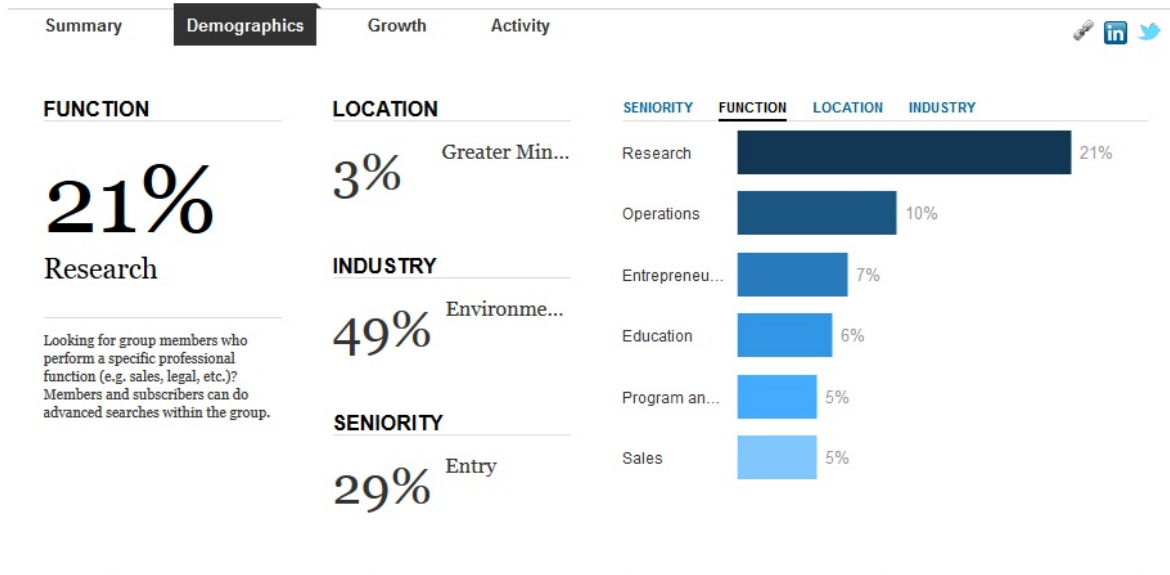 Summary
Demographics
Growth
Activity
in
FUNCTION
21%
Research
Looking for group members who
perform a specific professional
function (e.g. sales, legal, etc.)?
Members and subscribers can do
advanced searches within the group.
LOCATION
3%
Greater Min...
INDUSTRY
49%
Environme...
SENIORITY
29%
Entry
SENIORITY FUNCTION LOCATION INDUSTRY
Research 21%
Operations 10%
Entrepreneu... 7%
Education 6%
Program an... 5%
Sales 5%